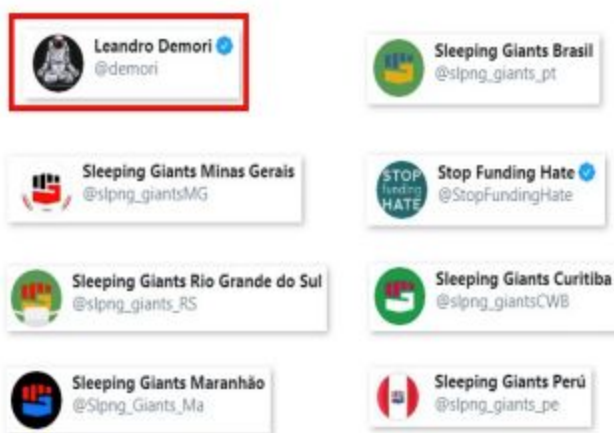 Leandro Demori
@demori
Sleeping Giants Brasil
@slpng_giants_pt
Sleeping Giants Minas Gerais
@slpng_giantsMG
STOP
funding
HATE
Stop Funding Hate
@StopFundingHate
Sleeping Giants Rio Grande do Sul
@slpng_giants_RS
Sleeping Giants Curitiba
@slpng_giantsCWB
Sleeping Giants Maranhão
@Slpng_Giants_Ma
Sleeping Giants Perú
@slpng_giants_pe